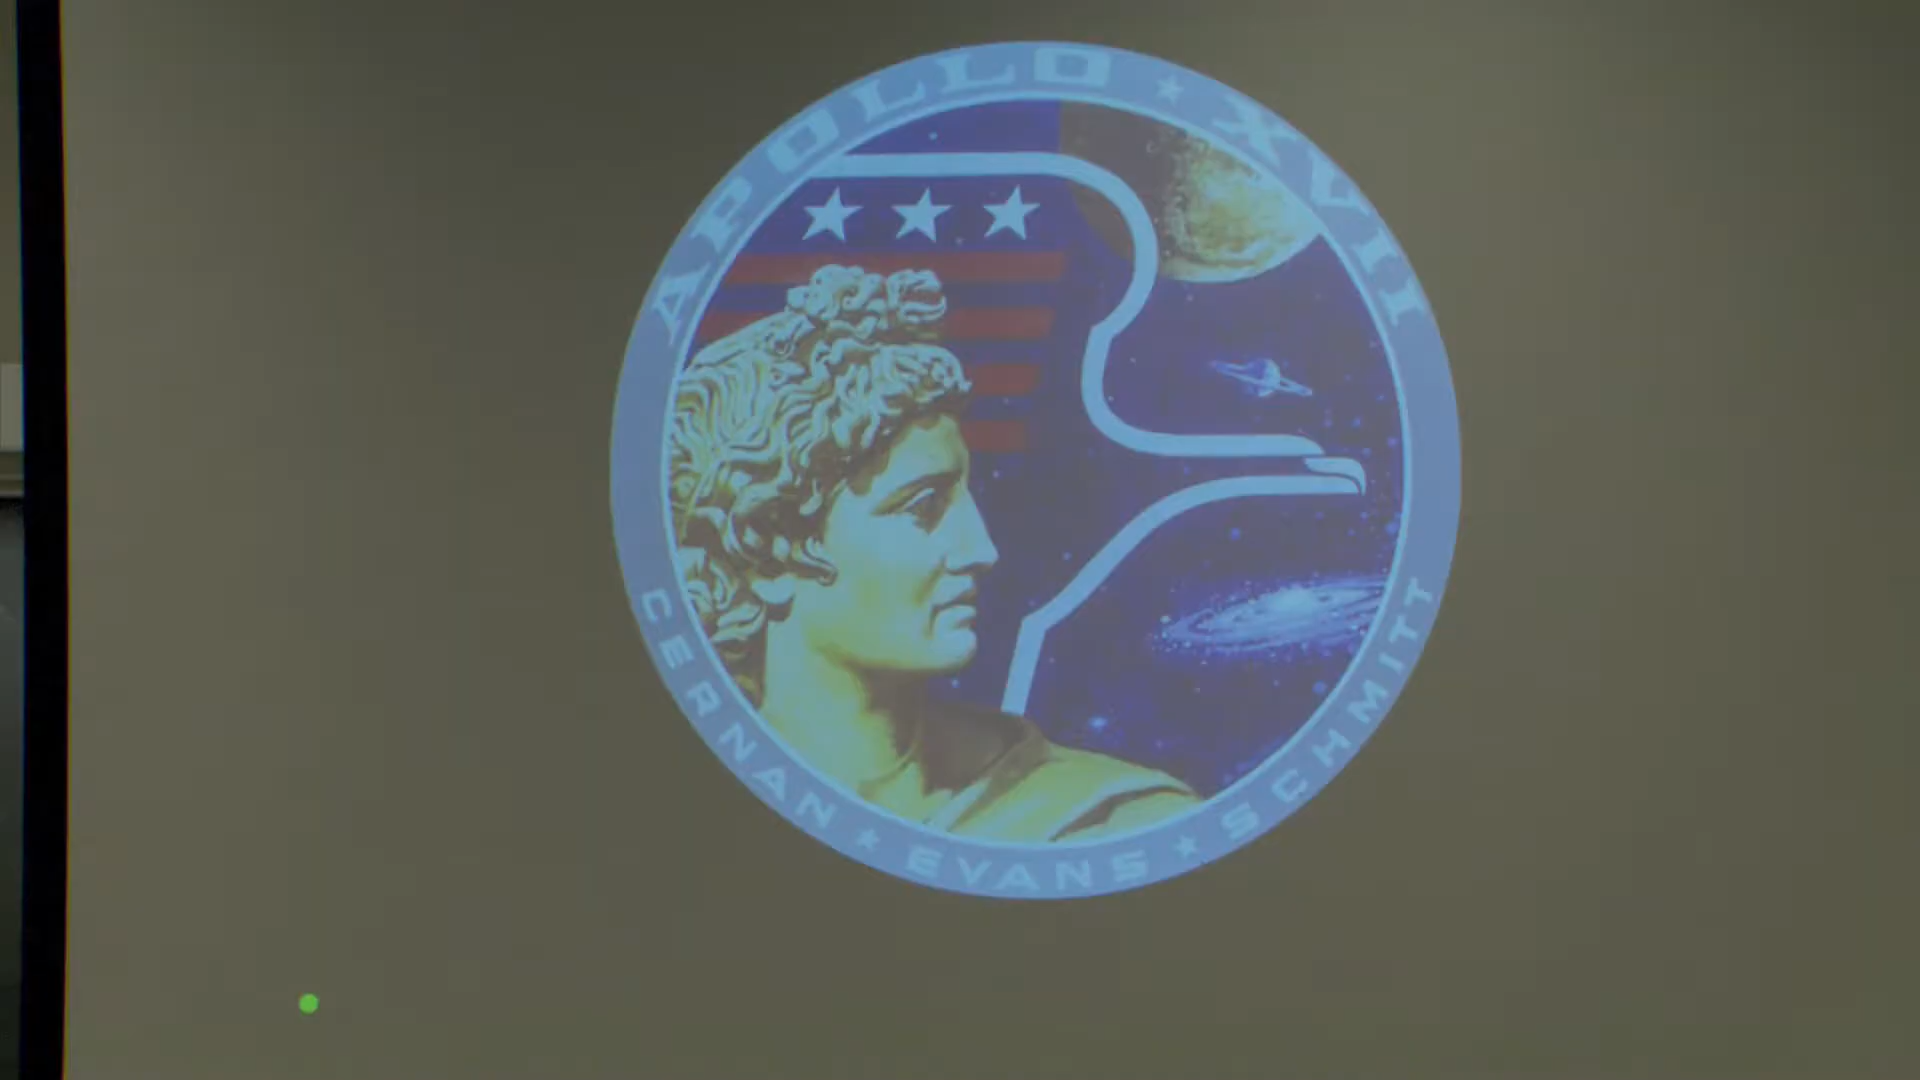 APOLLO ★ XVII
CERNAN ★ EVANS ★ SCHMITT